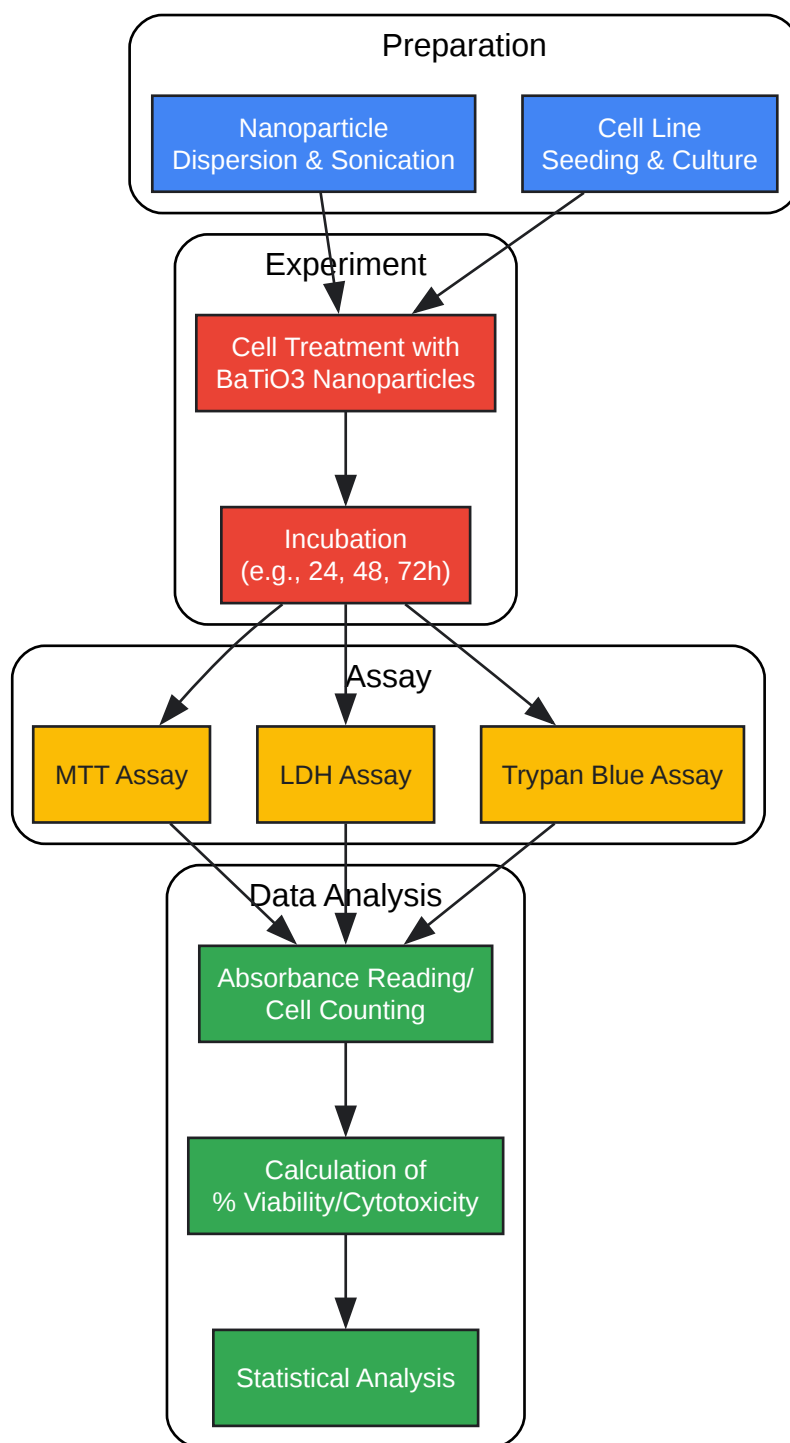 Preparation
Nanoparticle
Dispersion & Sonication
Cell Line
Seeding & Culture
Experiment
Cell Treatment with
BaTiO3 Nanoparticles
Incubation
(e.g., 24, 48, 72h)
Assay
MTT Assay
LDH Assay
Trypan Blue Assay
Data Analysis
Absorbance Reading/
Cell Counting
Calculation of
% Viability/Cytotoxicity
Statistical Analysis